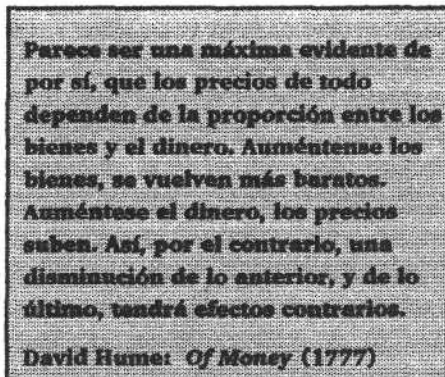 Parece ser una máxima evidente de
por sí, que los precios de todo
dependen de la proporción entre los
bienes y el dinero. Auméntense los
bienes, se vuelven más baratos.
Auméntese el dinero, los precios
suben. Así, por el contrario, una
disminución de lo anterior, y de lo
último, tendrá efectos contrarios.
David Hume: Of Money (1777)